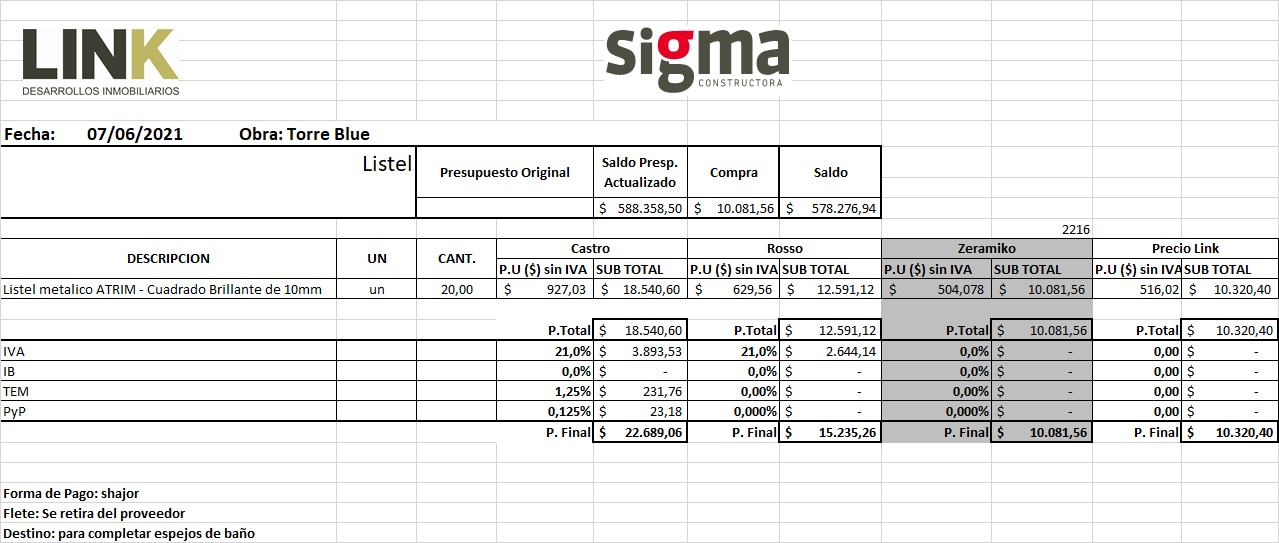 LINK
DESARROLLOS INMOBILIARIOS
sigma
CONSTRUCTORA
Fecha: 07/06/2021 Obra: Torre Blue
Listel
Presupuesto Original Saldo Presp. Actualizado Compra Saldo
$ 588.358,50 $ 10.081,56 $ 578.276,94
2216
DESCRIPCION UN CANT. Castro Rosso Zeramiko Precio Link
P.U ($) sin IVA SUB TOTAL P.U ($) sin IVA SUB TOTAL P.U ($) sin IVA SUB TOTAL P.U ($) sin IVA SUB TOTAL
Listel metalico ATRIM - Cuadrado Brillante de 10mm un 20,00 $ 927,03 $ 18.540,60 $ 629,56 $ 12.591,12 $ 504,078 $ 10.081,56 516,02 $ 10.320,40
P.Total $ 18.540,60 P.Total $ 12.591,12 P.Total $ 10.081,56 P.Total $ 10.320,40
IVA 21,0% $ 3.893,53 21,0% $ 2.644,14 0,0% $ - 0,00 $ -
IB 0,0% $ - 0,0% $ - 0,0% $ - 0,00 $ -
TEM 1,25% $ 231,76 0,00% $ - 0,00% $ - 0,00 $ -
PyP 0,125% $ 23,18 0,000% $ - 0,000% $ - 0,00 $ -
P. Final $ 22.689,06 P. Final $ 15.235,26 P. Final $ 10.081,56 P. Final $ 10.320,40
Forma de Pago: shajor
Flete: Se retira del proveedor
Destino: para completar espejos de baño